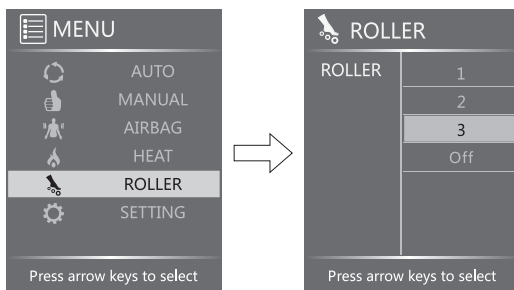 MENU
AUTO
MANUAL
AIRBAG
HEAT
ROLLER
SETTING
Press arrow keys to select
ROLLER
ROLLER
1
2
3
Off
Press arrow keys to select